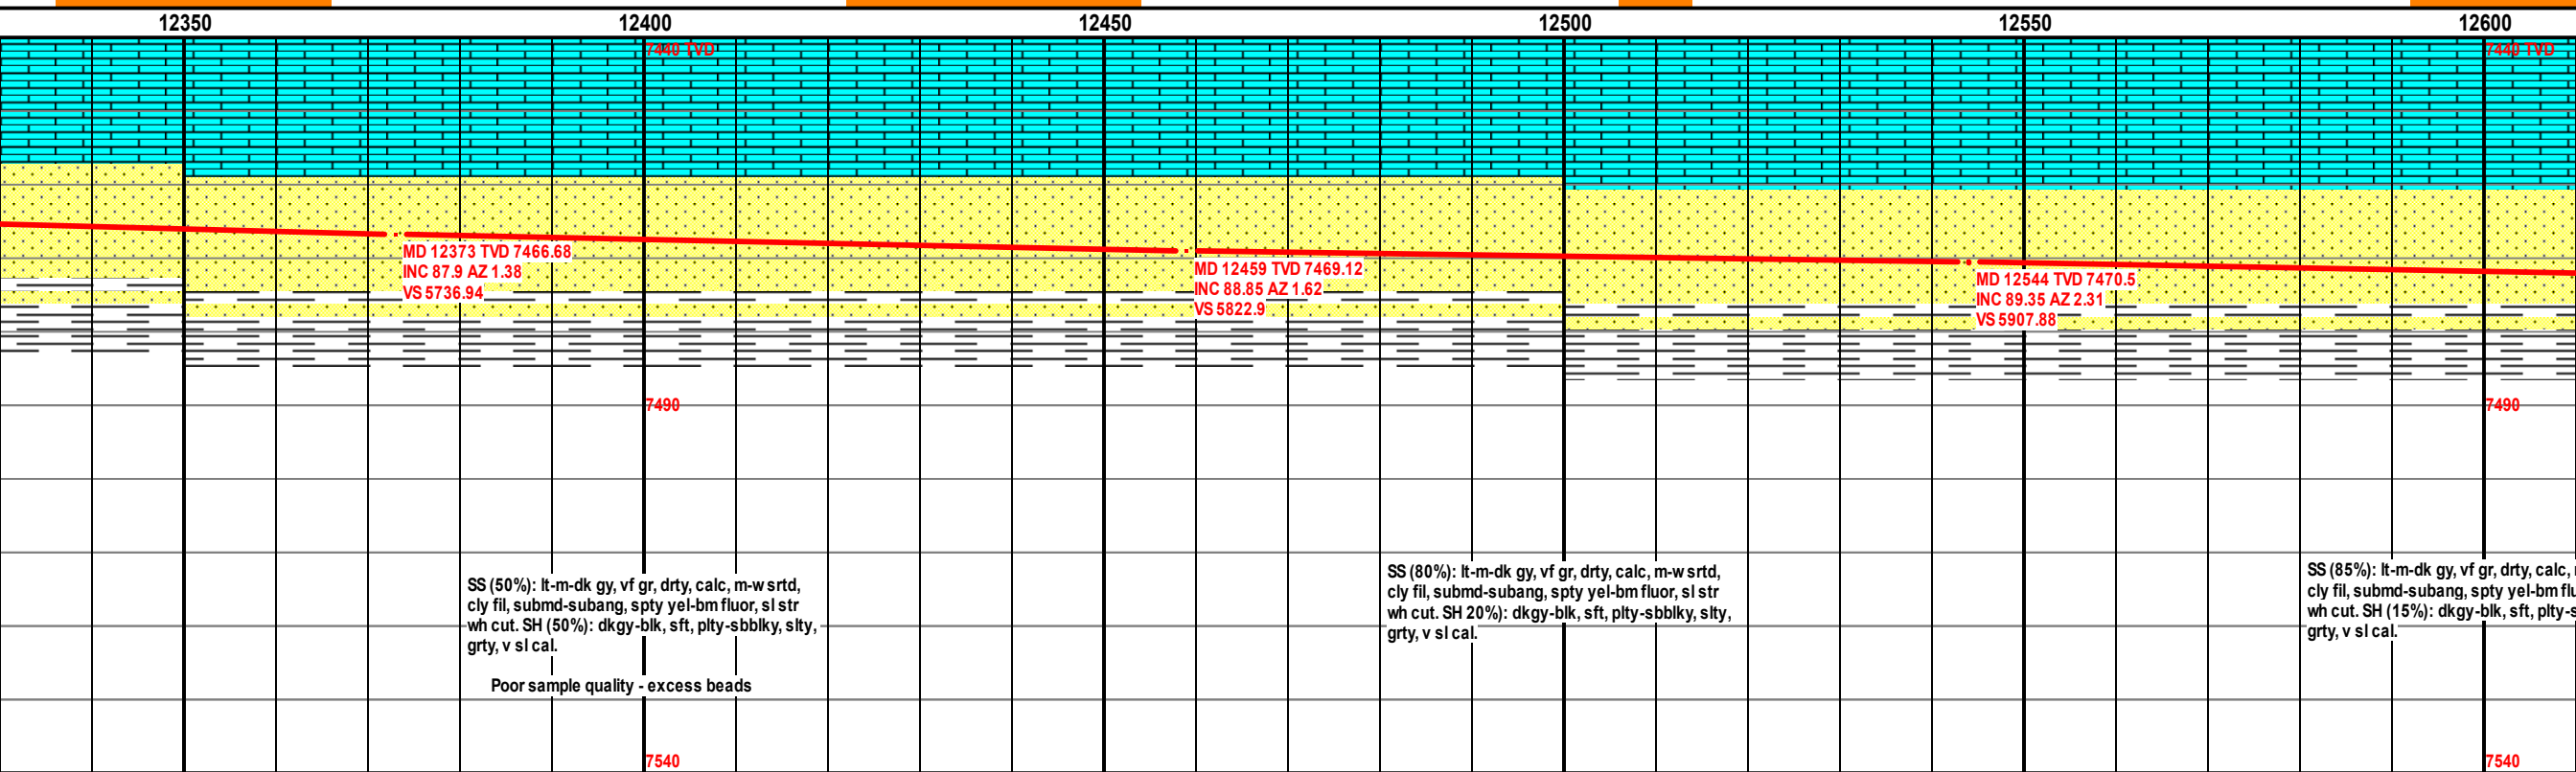 12350 12400 12450 12500 12550 12600
7440 TVD 7440 TVD
MD 12373 TVD 7466.68
INC 87.9 AZ 1.38
VS 5736.94
MD 12459 TVD 7469.12
INC 88.85 AZ 1.62
VS 5822.9
MD 12544 TVD 7470.5
INC 89.35 AZ 2.31
VS 5907.88
7490 7490
SS (50%): lt-m-dk gy, vf gr, drty, calc, m-w srtd,
cly fil, submd-subang, spty yel-bm fluor, sl str
wh cut. SH (50%): dkgy-blk, sft, plty-sbblky, slty,
grty, v sl cal.
Poor sample quality - excess beads
SS (80%): lt-m-dk gy, vf gr, drty, calc, m-w srtd,
cly fil, submd-subang, spty yel-bm fluor, sl str
wh cut. SH 20%): dkgy-blk, sft, plty-sbblky, slty,
grty, v sl cal.
SS (85%): lt-m-dk gy, vf gr, drty, calc,
cly fil, submd-subang, spty yel-bm
wh cut. SH (15%): dkgy-blk, sft,
grty, v sl cal.
7540 7540